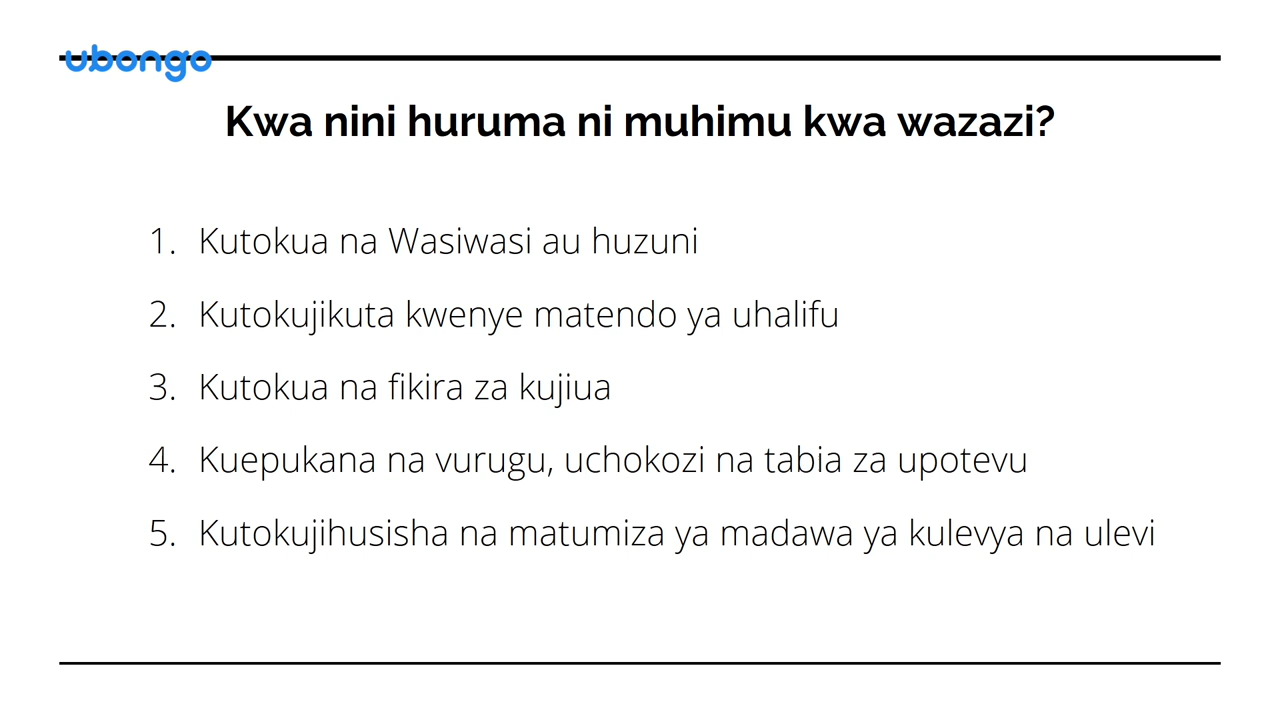 ubongo
Kwa nini huruma ni muhimu kwa wazazi?
1. Kutokua na Wasiwasi au huzuni
2. Kutokujikuta kwenye matendo ya uhalifu
3. Kutokua na fikira za kujiua
4. Kuepukana na vurugu, uchokozi na tabia za upotevu
5. Kutokujihusisha na matumiza ya madawa ya kulevya na ulevi